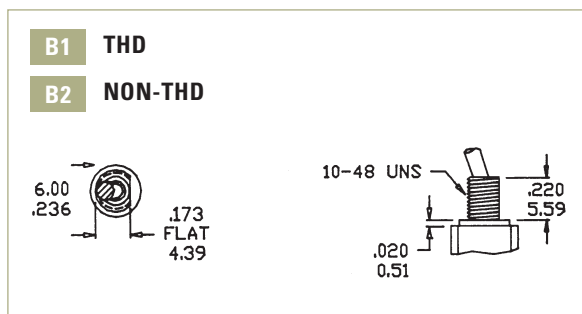 B1 THD
B2 NON-THD
6.00
.236
.173
FLAT
4.39
10-48 UNS
.220
5.59
.020
0.51